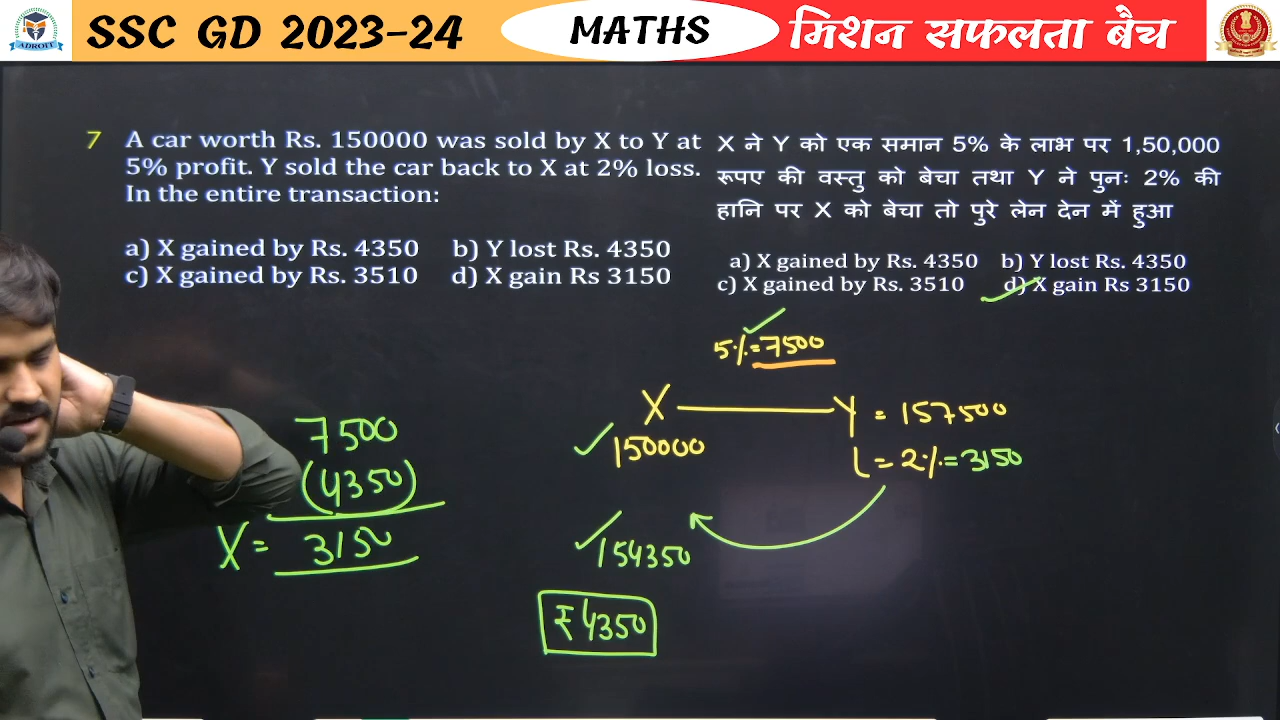 ADROIT
SSC GD 2023-24
MATHS
मिशन सफलता बैच
7 A car worth Rs. 150000 was sold by X to Y at
5% profit. Y sold the car back to X at 2% loss.
In the entire transaction:
a) X gained by Rs. 4350 b) Y lost Rs. 4350
c) X gained by Rs. 3510 d) X gain Rs 3150
X ने Y को एक समान 5% के लाभ पर 1,50,000
रूपए की वस्तु को बेचा तथा Y ने पुनः 2% की
हानि पर X को बेचा तो पुरे लेन देन में हुआ
a) X gained by Rs. 4350 b) Y lost Rs. 4350
c) X gained by Rs. 3510 d) X gain Rs 3150
5%=7500
X Y = 157500
150000 L = 2%=3150
154350
₹4350
7500
(4350)
X = 3150